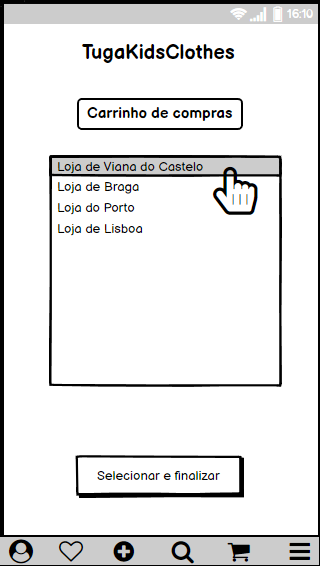 16:10
TugaKidsClothes
Carrinho de compras
Loja de Viana do Castelo
Loja de Braga
Loja do Porto
Loja de Lisboa
Selecionar e finalizar